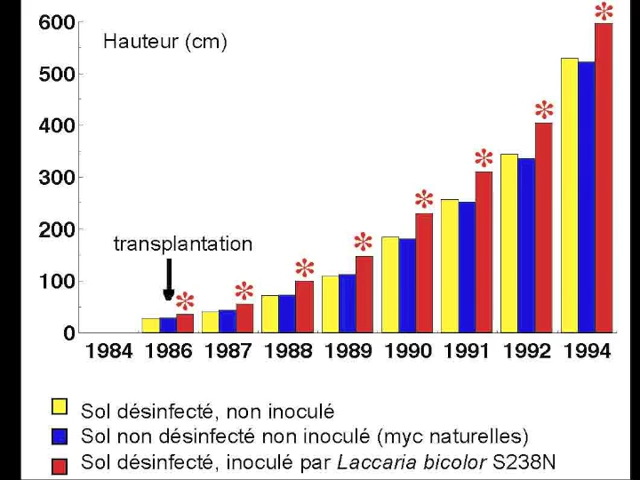 600
Hauteur (cm)
500
400
300
200
transplantation
100
0
1984 1986 1987 1988 1989 1990 1991 1992 1994
Sol désinfecté, non inoculé
Sol non désinfecté non inoculé (myc naturelles)
Sol désinfecté, inoculé par Laccaria bicolor S238N